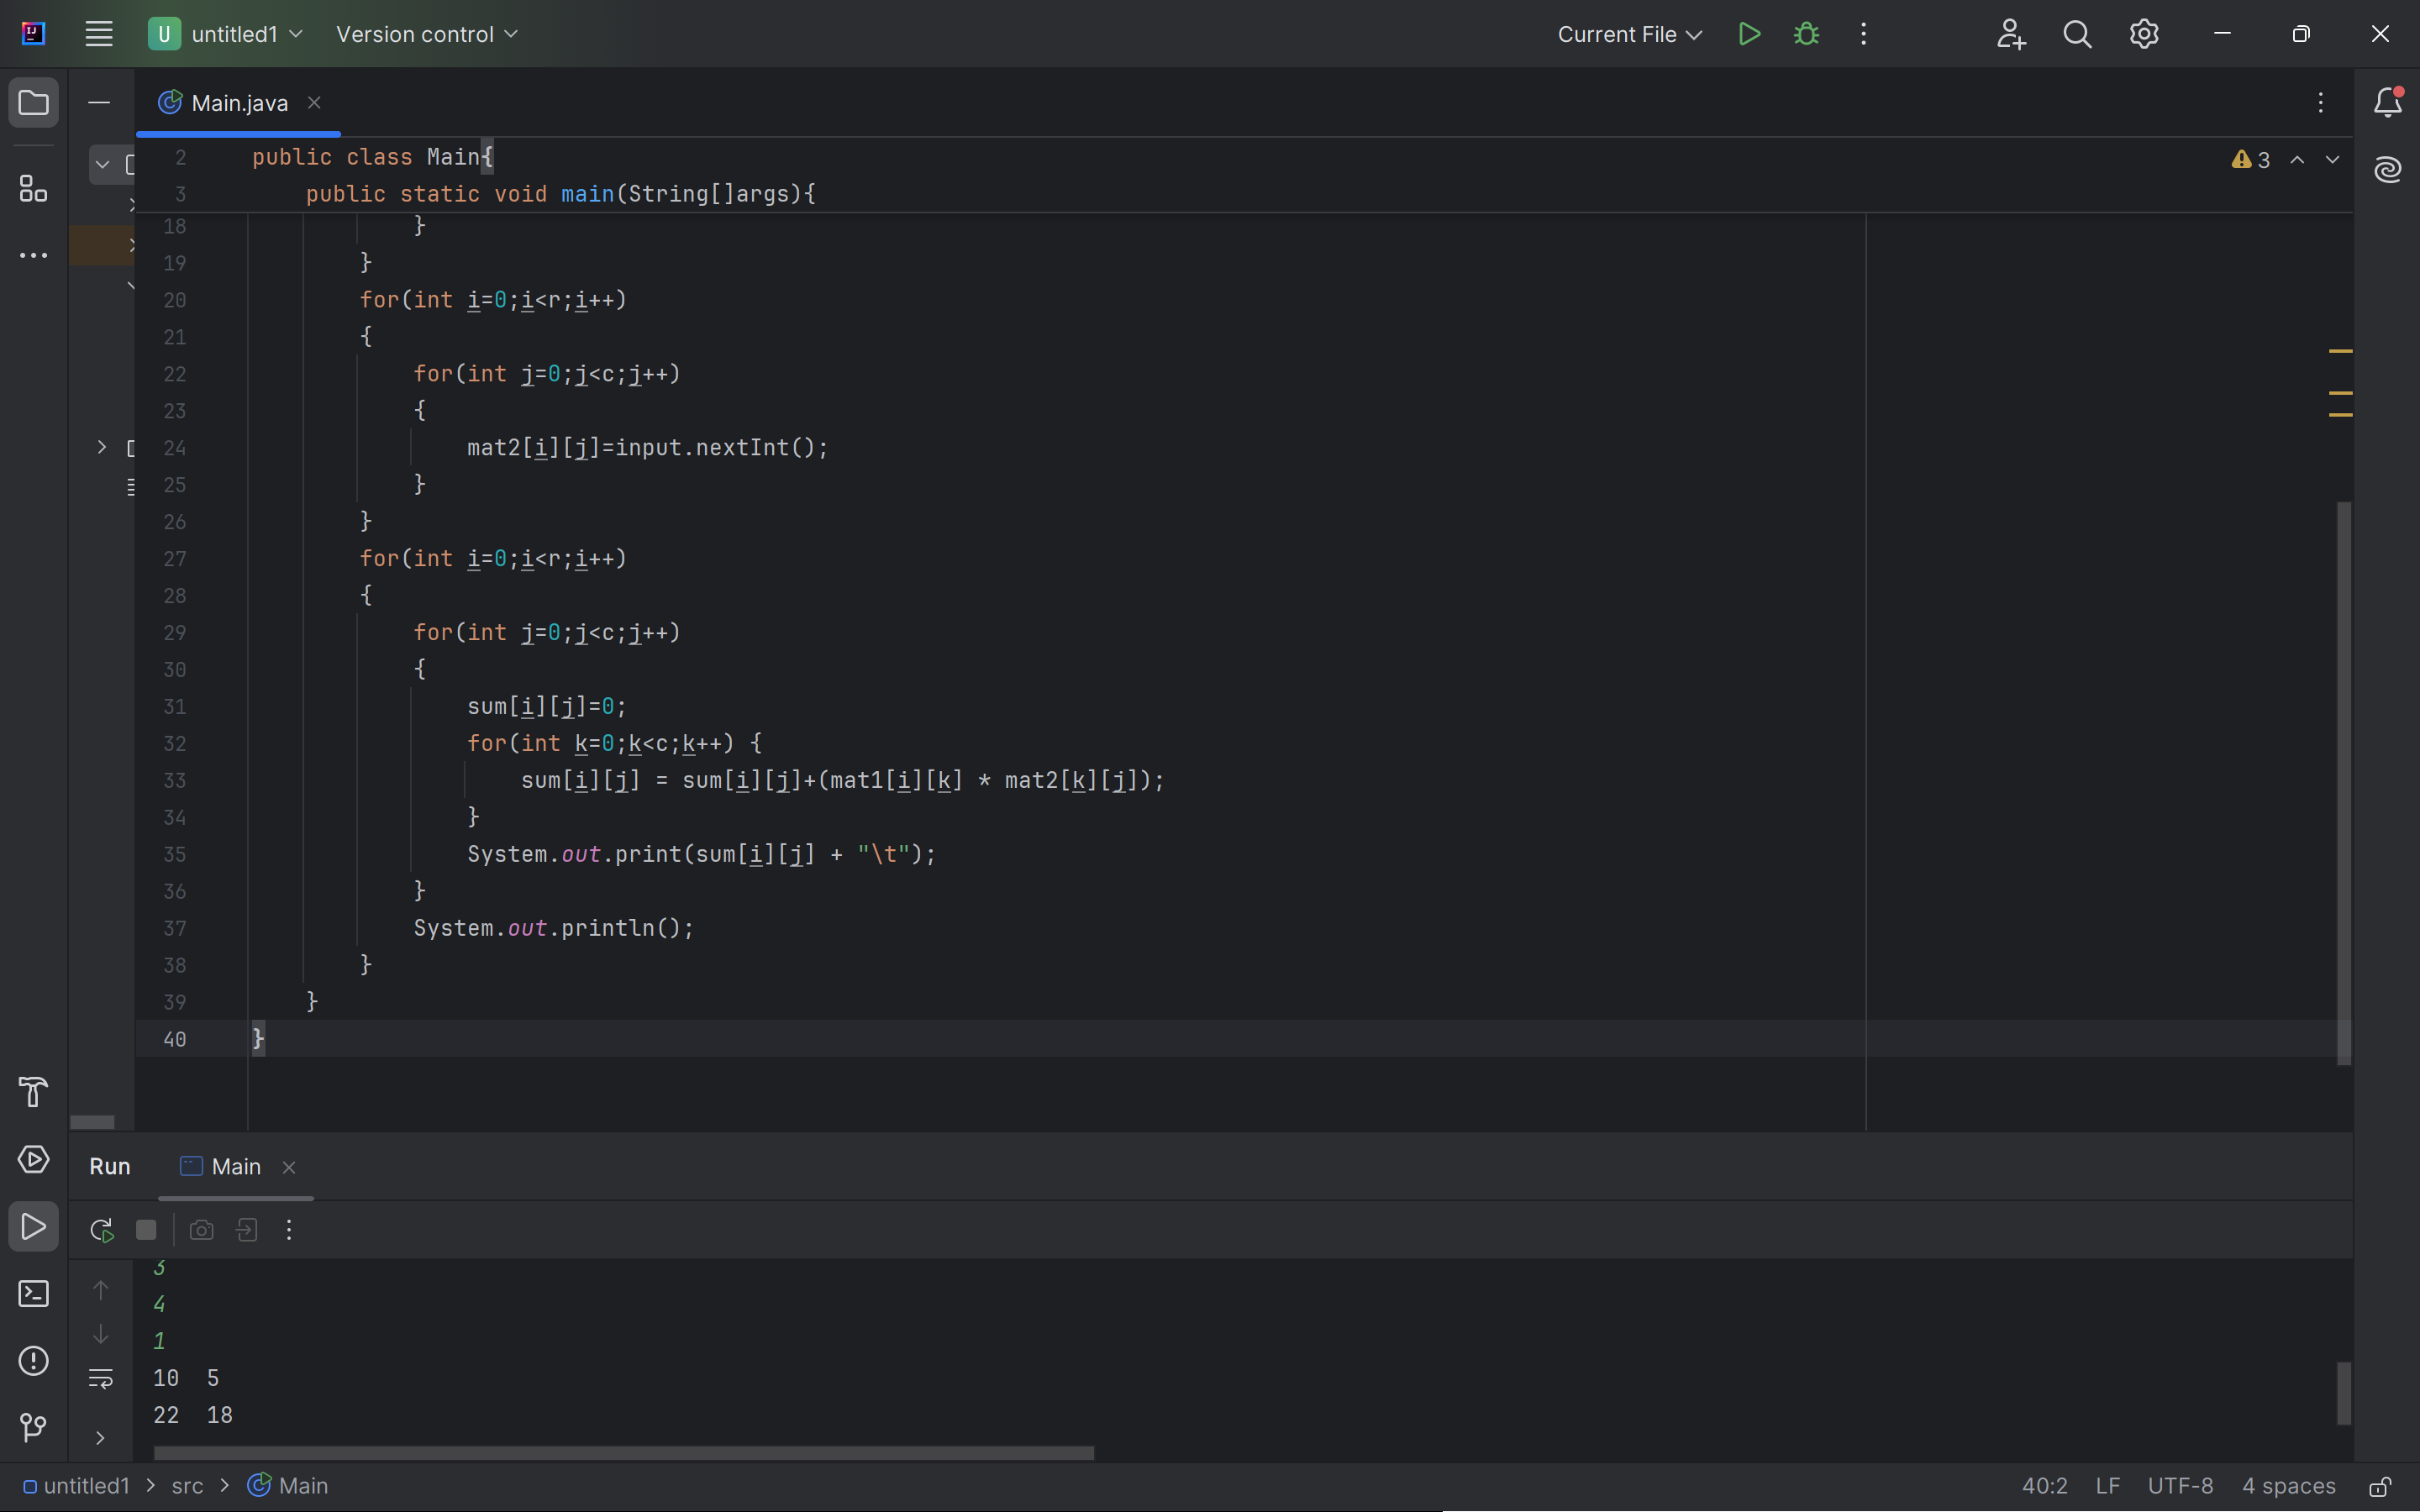 untitled1 Version control Current File
Main.java
2 public class Main{
3 public static void main(String[]args){
3
18 }
19 }
20 for(int i=0;i<r;i++)
21 {
22 for(int j=0;j<c;j++)
23 {
24 mat2[i][j]=input.nextInt();
25 }
26 }
27 for(int i=0;i<r;i++)
28 {
29 for(int j=0;j<c;j++)
30 {
31 sum[i][j]=0;
32 for(int k=0;k<c;k++) {
33 sum[i][j] = sum[i][j]+(mat1[i][k] * mat2[k][j]);
34 }
35 System.out.print(sum[i][j] + "\t");
36 }
37 System.out.println();
38 }
39 }
40 }
Run Main
3
4
1
10 5
22 18
untitled1 > src > Main 40:2 LF UTF-8 4 spaces